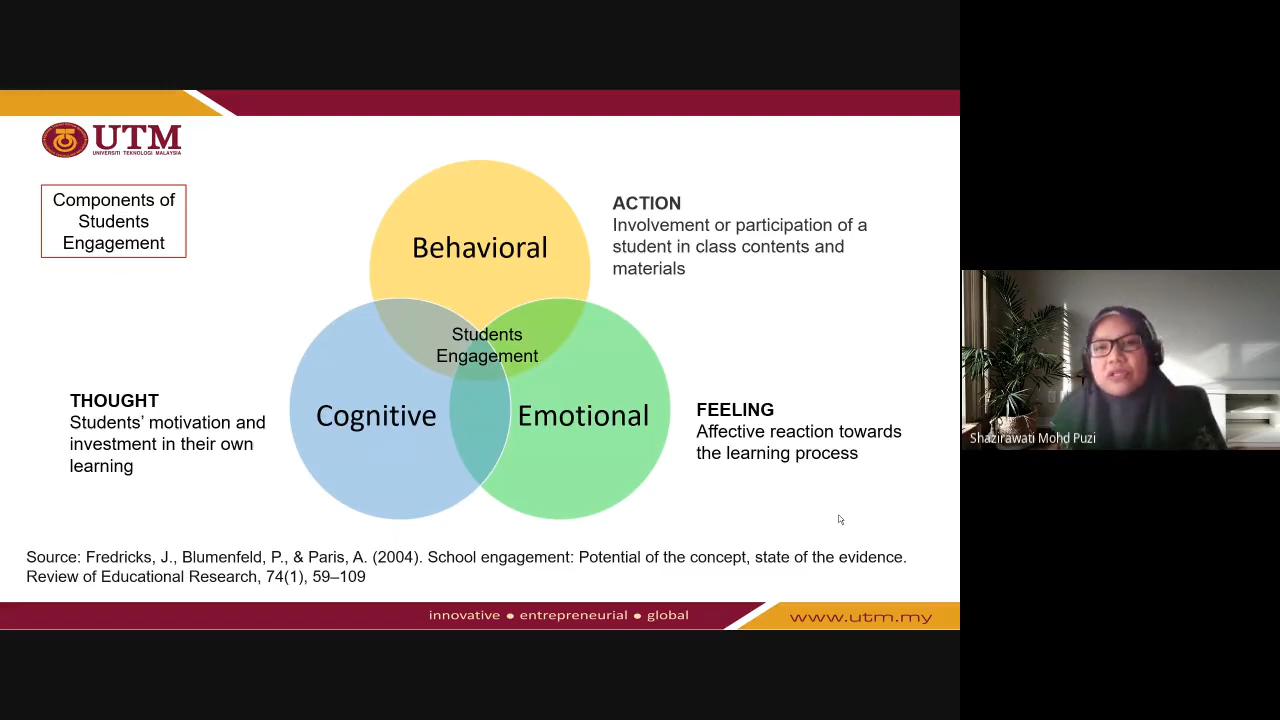 UTM
UNIVERSITI TEKNOLOGI MALAYSIA
Components of
Students
Engagement
Behavioral
ACTION
Involvement or participation of a
student in class contents and
materials
Students
Engagement
THOUGHT
Students' motivation and
investment in their own
learning
Cognitive
Emotional
FEELING
Affective reaction towards
the learning process
Shazirawati Mohd Puzi
Source: Fredricks, J., Blumenfeld, P., & Paris, A. (2004). School engagement: Potential of the concept, state of the evidence.
Review of Educational Research, 74(1), 59–109
innovative ● entrepreneurial ● global
www.utm.my